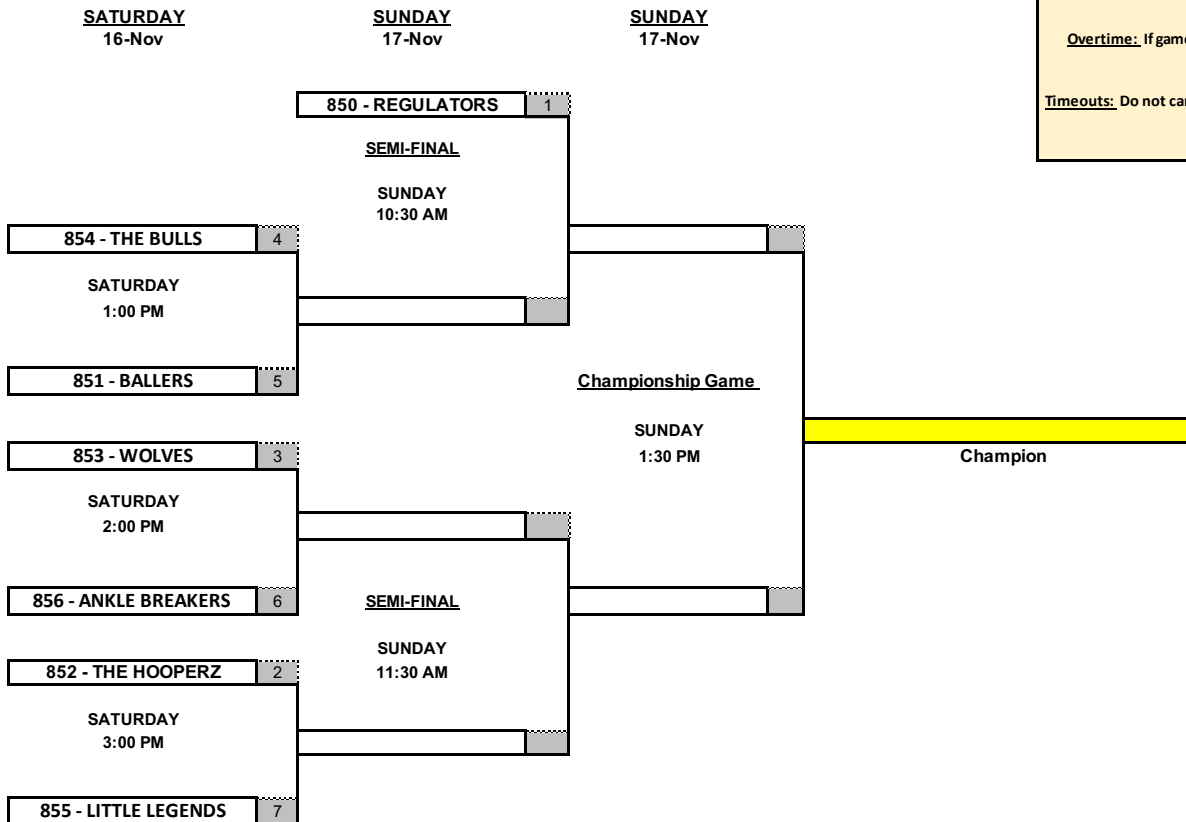 SATURDAY
16-Nov
SUNDAY
17-Nov
SUNDAY
17-Nov
Overtime: If game
Timeouts: Do not
850 - REGULATORS 1
SEMI-FINAL
SUNDAY
10:30 AM
854 - THE BULLS 4
SATURDAY
1:00 PM
851 - BALLERS 5
Championship Game
853 - WOLVES 3
SUNDAY
1:30 PM
Champion
SATURDAY
2:00 PM
856 - ANKLE BREAKERS 6
SEMI-FINAL
SUNDAY
11:30 AM
852 - THE HOOPERZ 2
SATURDAY
3:00 PM
855 - LITTLE LEGENDS 7